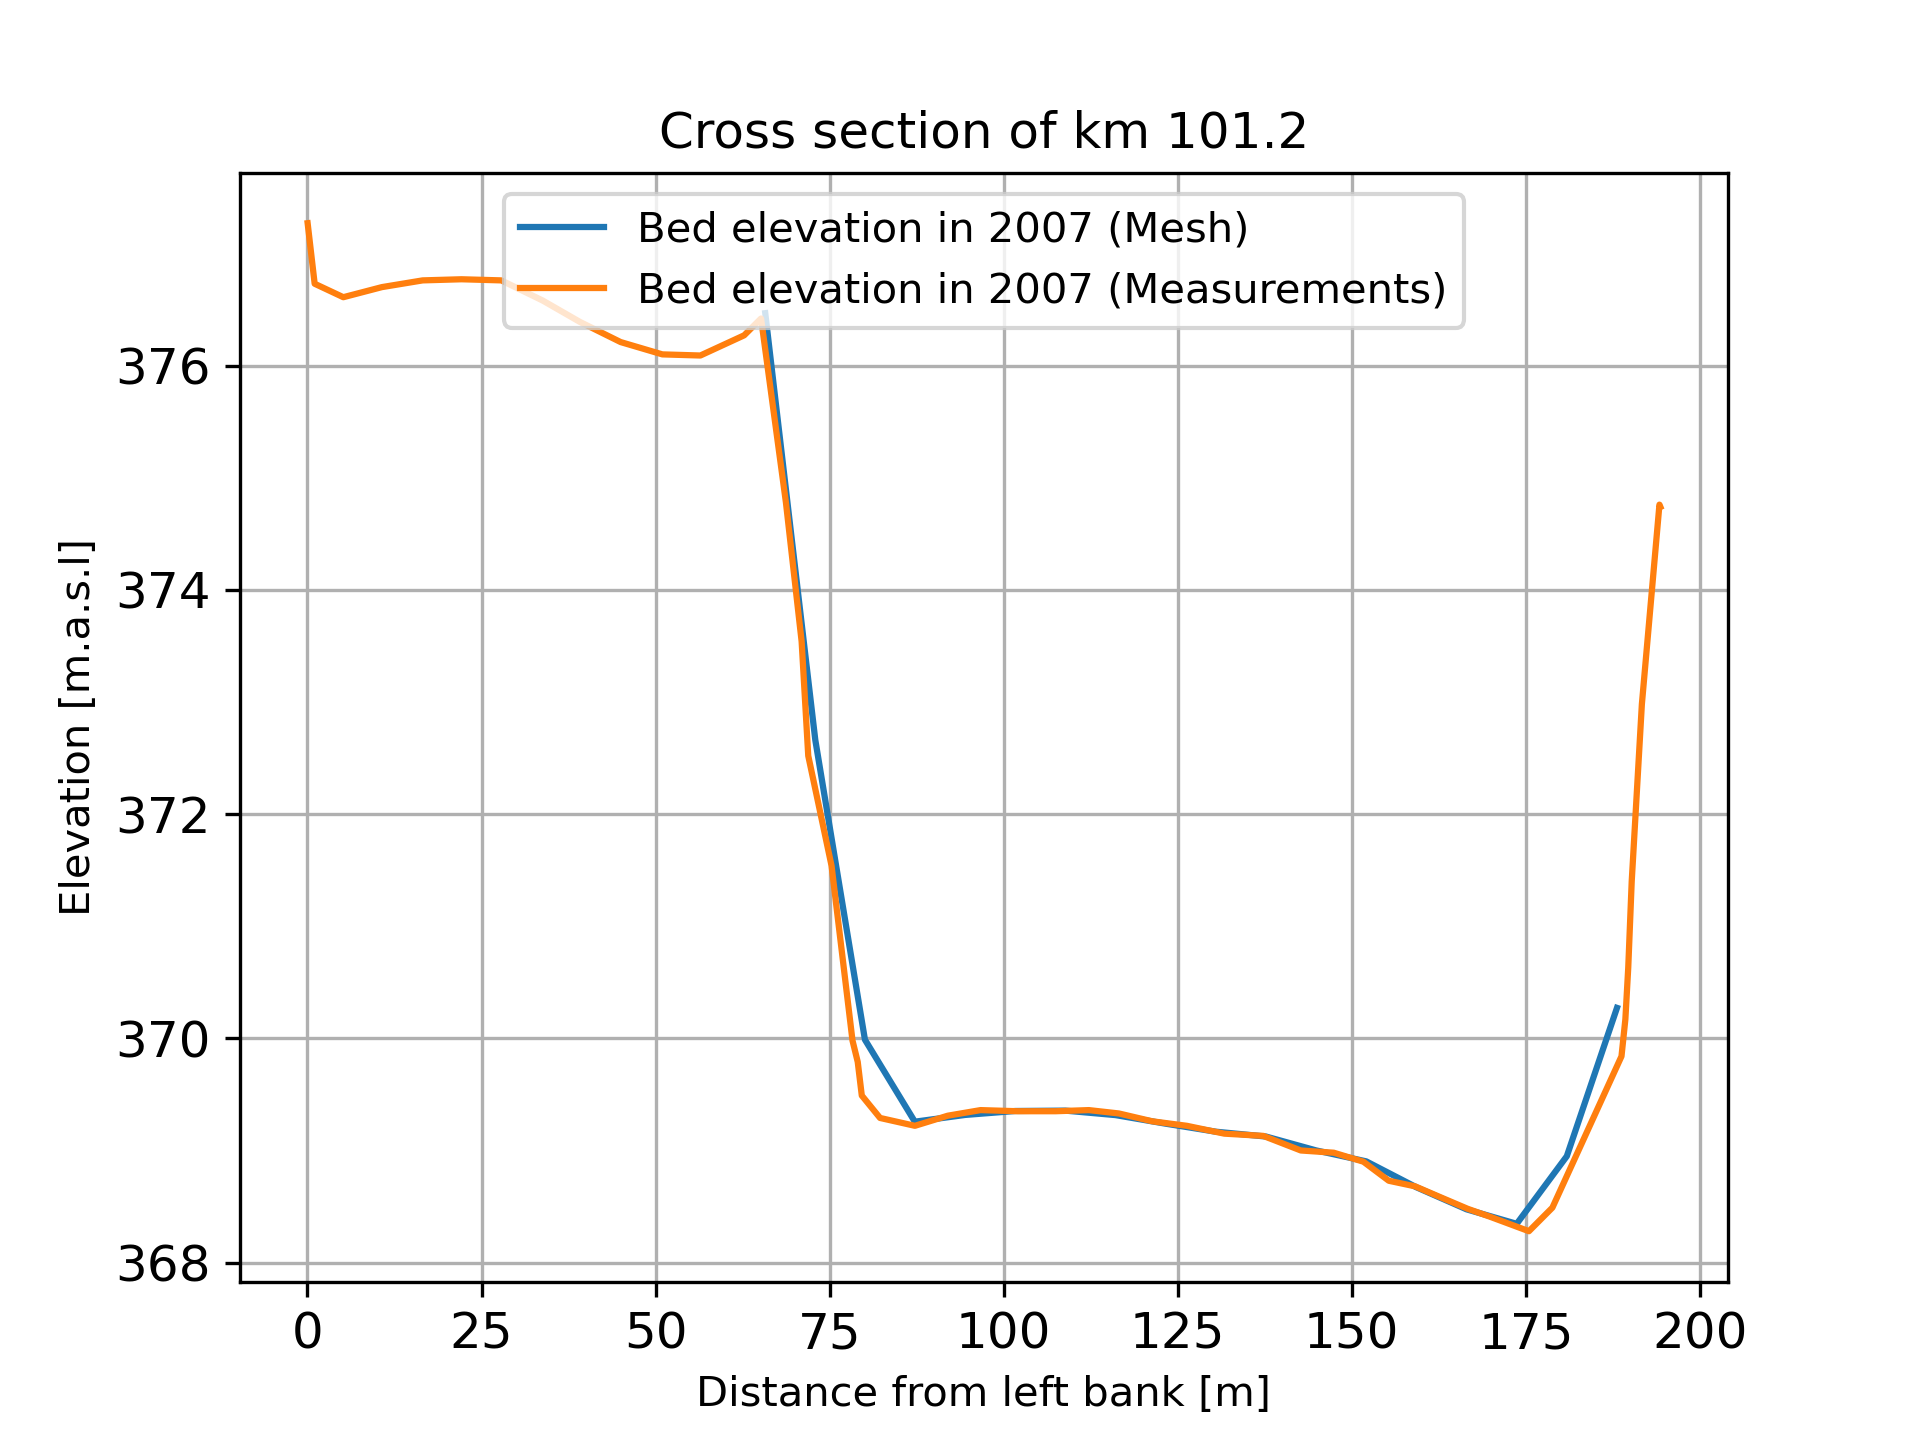 Cross section of km 101.2
Bed elevation in 2007 (Mesh)
Bed elevation in 2007 (Measurements)
Elevation [m.a.s.l]
376
374
372
370
368
0 25 50 75 100 125 150 175 200
Distance from left bank [m]